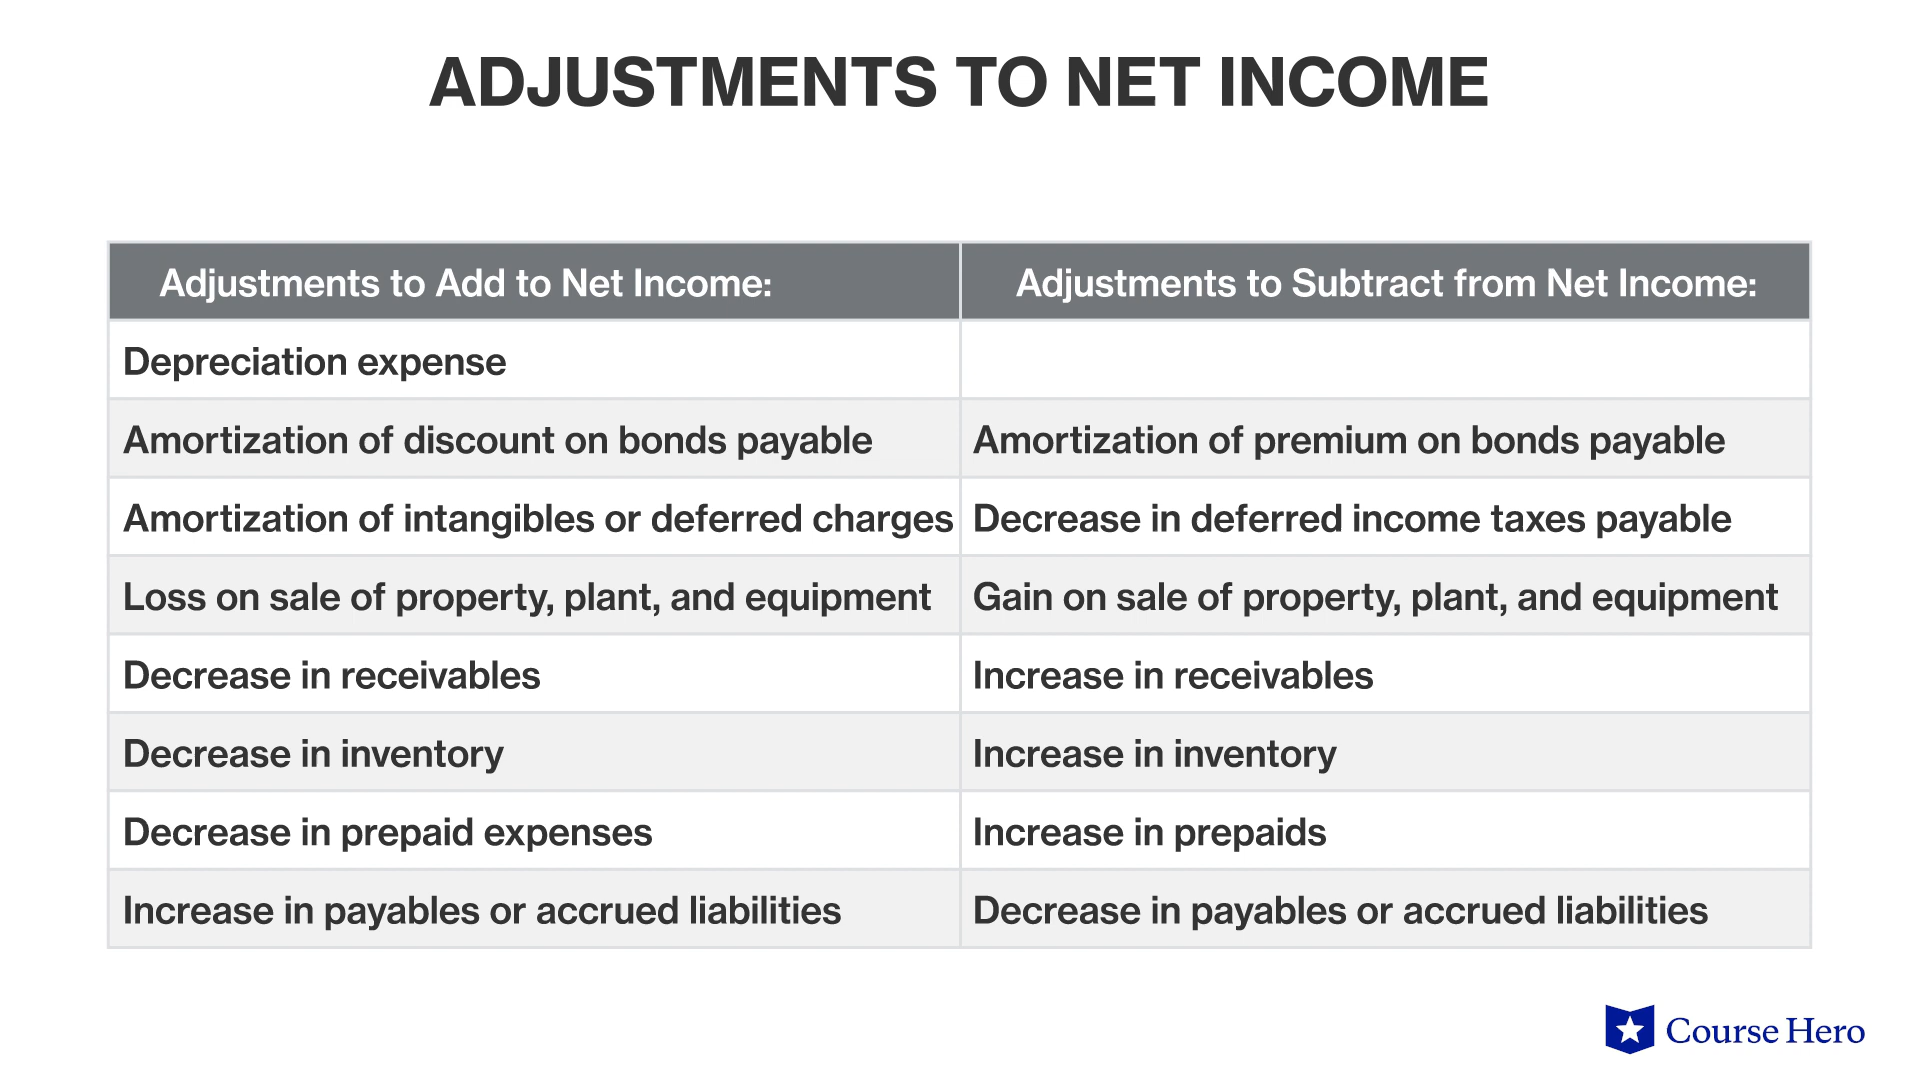 ADJUSTMENTS TO NET INCOME
Adjustments to Add to Net Income:
Adjustments to Subtract from Net Income:
Depreciation expense
Amortization of discount on bonds payable
Amortization of premium on bonds payable
Amortization of intangibles or deferred charges
Decrease in deferred income taxes payable
Loss on sale of property, plant, and equipment
Gain on sale of property, plant, and equipment
Decrease in receivables
Increase in receivables
Decrease in inventory
Increase in inventory
Decrease in prepaid expenses
Increase in prepaids
Increase in payables or accrued liabilities
Decrease in payables or accrued liabilities
Course Hero